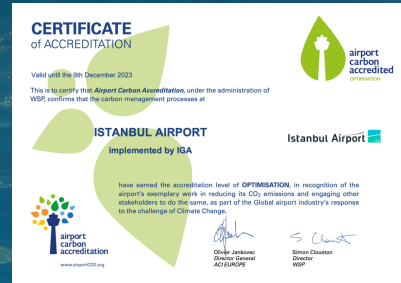 CERTIFICATE
of ACCREDITATION
airport
carbon
accredited
OPTIMISATION
Valid until the 9th December 2023
This is to certify that Airport Carbon Accreditation, under the administration of
WSP, confirms that the carbon management processes at
ISTANBUL AIRPORT
implemented by IGA
Istanbul Airport
have earned the accreditation level of OPTIMISATION, in recognition of the
airport's exemplary work in reducing its CO₂ emissions and engaging other
stakeholders to do the same, as part of the Global airport industry's response
to the challenge of Climate Change.
airport
carbon
accreditation
www.airportCO2.org
Olivier Jankovec
Director General
ACI EUROPE
Simon Clouston
Director
WSP